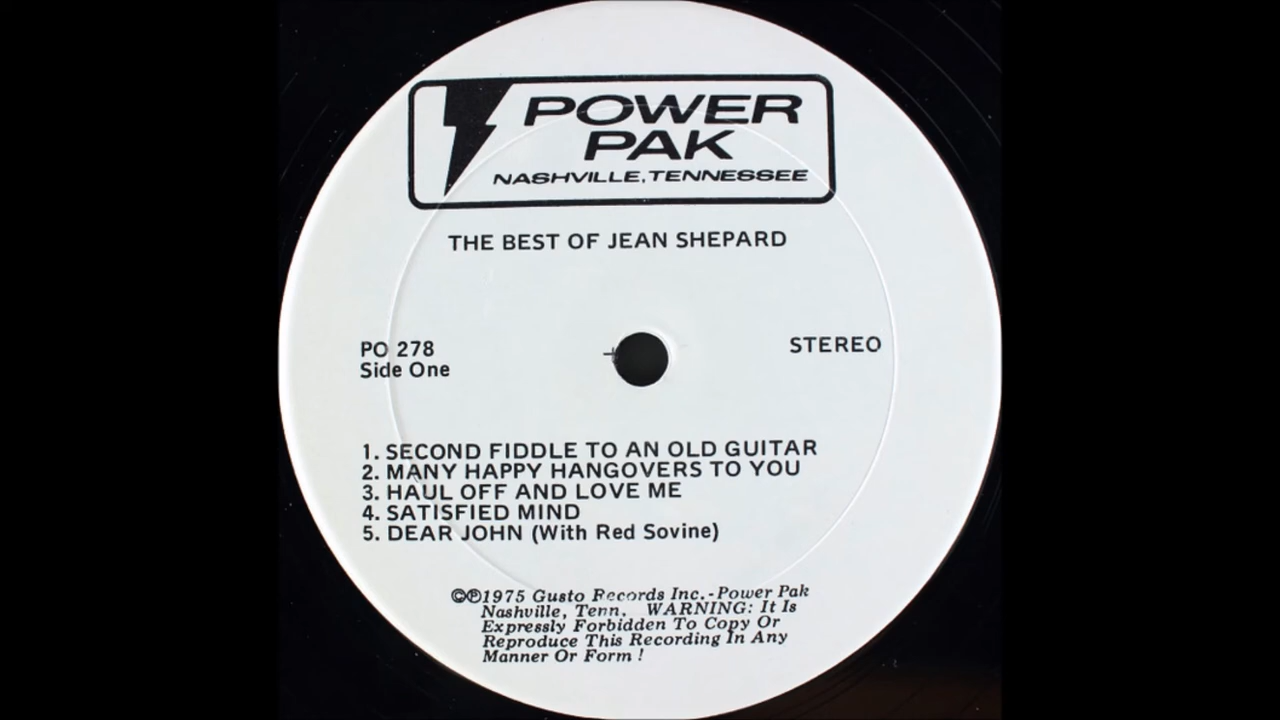 POWER
PAK
NASHVILLE, TENNESSEE
THE BEST OF JEAN SHEPARD
PO 278
Side One
STEREO
1. SECOND FIDDLE TO AN OLD GUITAR
2. MANY HAPPY HANGOVERS TO YOU
3. HAUL OFF AND LOVE ME
4. SATISFIED MIND
5. DEAR JOHN (With Red Sovine)
©℗1975 Gusto Records Inc.-Power Pak
Nashville, Tenn. WARNING: It Is
Expressly Forbidden To Copy Or
Reproduce This Recording In Any
Manner Or Form !